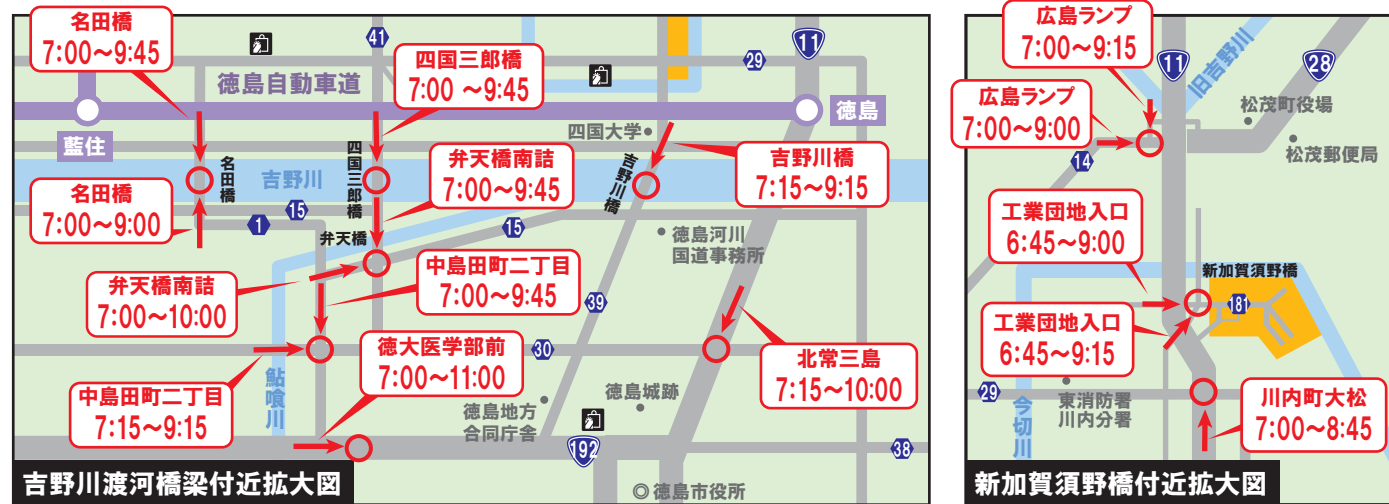 名田橋
7:00～9:45
41
四国三郎橋
7:00 ～9:45
11
29
徳島自動車道
徳島
藍住
四国大学
名田橋
四国三郎橋
吉野川
弁天橋南詰
7:00～9:45
吉野川橋
吉野川橋
7:15～9:15
名田橋
7:00～9:00
15
1
弁天橋
15
徳島河川
国道事務所
弁天橋南詰
7:00～10:00
中島田町二丁目
7:00～9:45
39
鮎喰川
徳大医学部前
7:00～11:00
30
北常三島
7:15～10:00
中島田町二丁目
7:15～9:15
徳島地方
合同庁舎
徳島城跡
192
38
吉野川渡河橋梁付近拡大図
◎徳島市役所
広島ランプ
7:00～9:15
11
旧吉野川
28
広島ランプ
7:00～9:00
松茂町役場
松茂郵便局
14
工業団地入口
6:45～9:00
新加賀須野橋
181
工業団地入口
6:45～9:15
29
今切川
東消防署
川内分署
川内町大松
7:00～8:45
新加賀須野橋付近拡大図